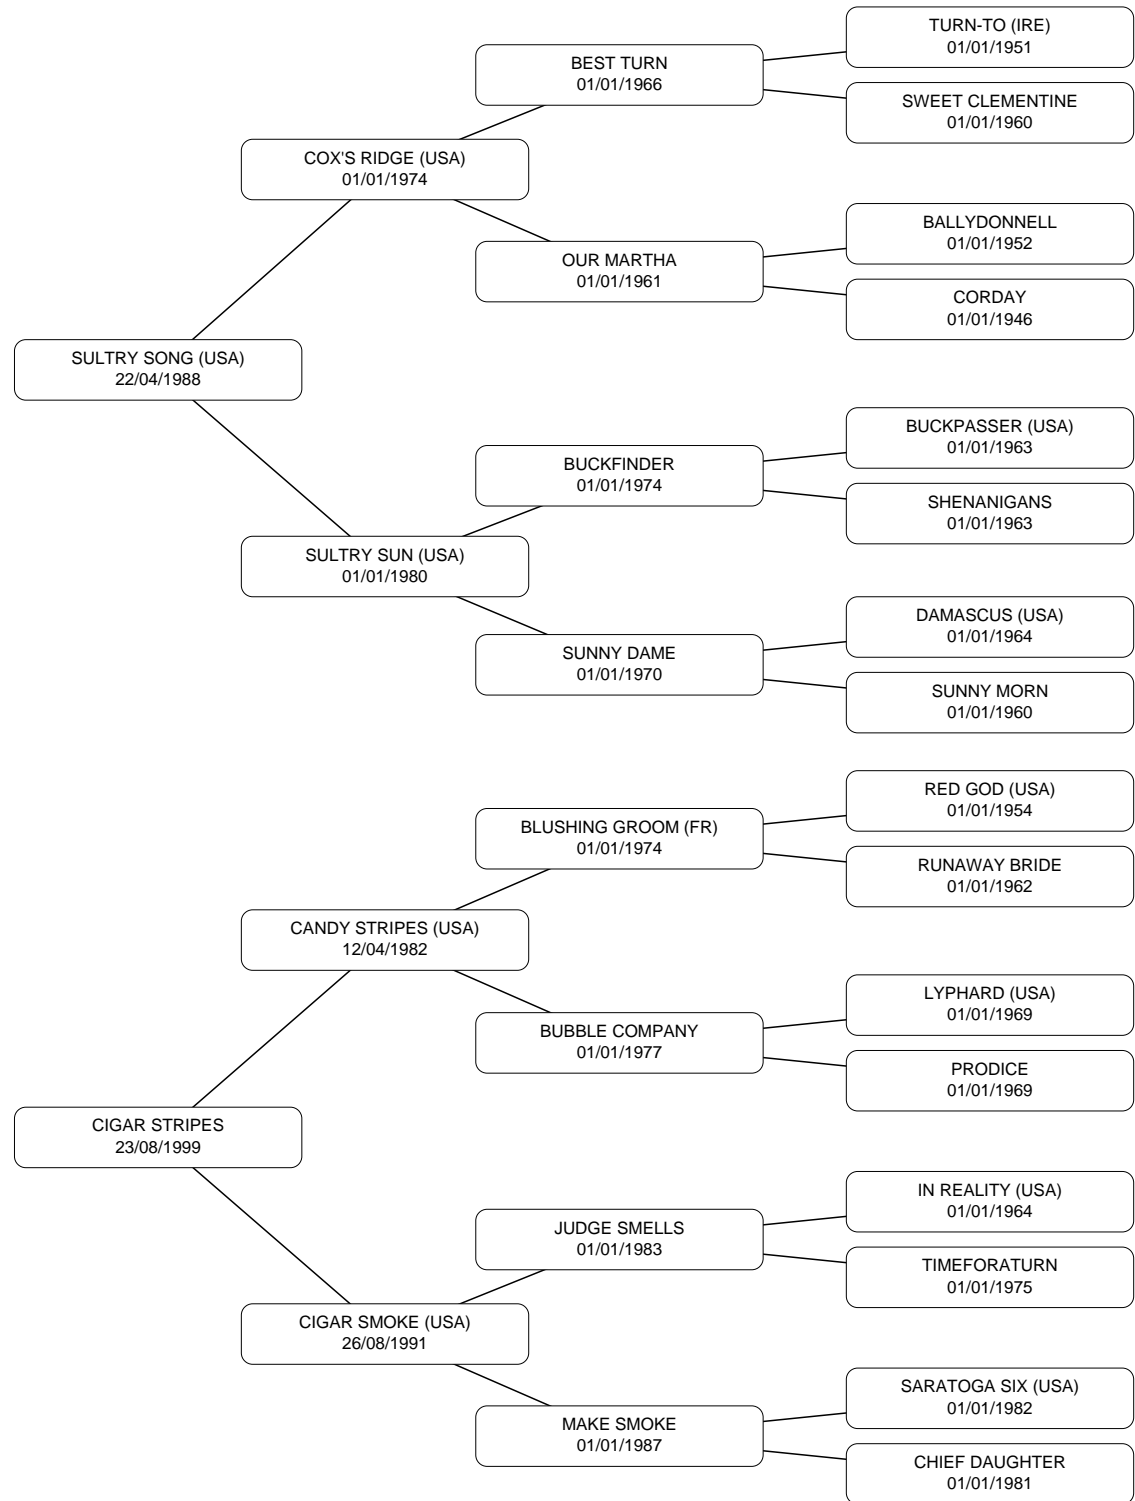 TURN-TO (IRE)
01/01/1951
BEST TURN
01/01/1966
SWEET CLEMENTINE
01/01/1960
COX'S RIDGE (USA)
01/01/1974
BALLYDONNELL
01/01/1952
OUR MARTHA
01/01/1961
CORDAY
01/01/1946
SULTRY SONG (USA)
22/04/1988
BUCKPASSER (USA)
01/01/1963
BUCKFINDER
01/01/1974
SHENANIGANS
01/01/1963
SULTRY SUN (USA)
01/01/1980
DAMASCUS (USA)
01/01/1964
SUNNY DAME
01/01/1970
SUNNY MORN
01/01/1960
RED GOD (USA)
01/01/1954
BLUSHING GROOM (FR)
01/01/1974
RUNAWAY BRIDE
01/01/1962
CANDY STRIPES (USA)
12/04/1982
LYPHARD (USA)
01/01/1969
BUBBLE COMPANY
01/01/1977
PRODICE
01/01/1969
CIGAR STRIPES
23/08/1999
IN REALITY (USA)
01/01/1964
JUDGE SMELLS
01/01/1983
TIMEFORATURN
01/01/1975
CIGAR SMOKE (USA)
26/08/1991
SARATOGA SIX (USA)
01/01/1982
MAKE SMOKE
01/01/1987
CHIEF DAUGHTER
01/01/1981